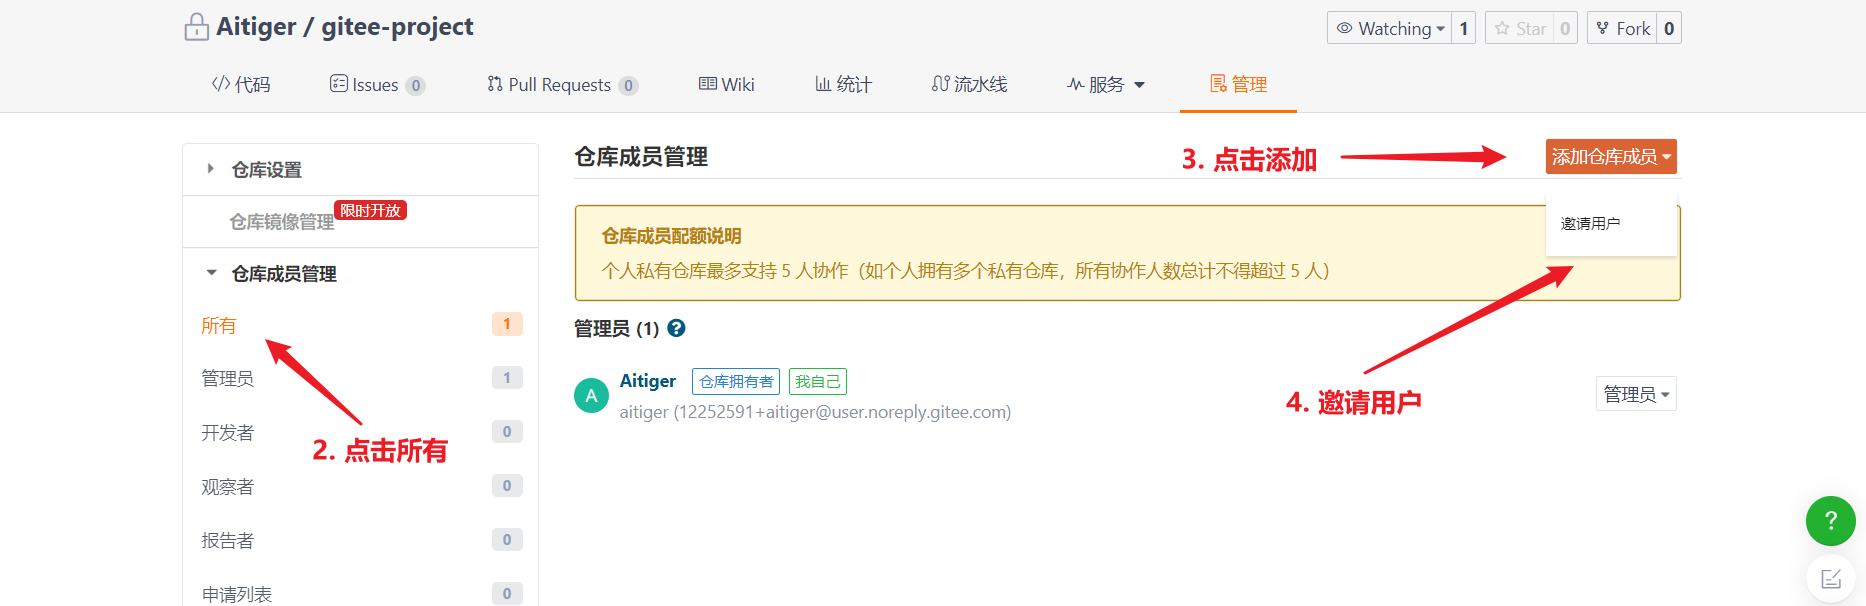 Aitiger / gitee-project
Watching 1 Star 0 Fork 0
代码 Issues 0 Pull Requests 0 Wiki 统计 流水线 服务 管理
仓库设置
仓库镜像管理 限时开放
仓库成员管理
所有 1
管理员 1
开发者 0
观察者 0
报告者 0
申请列表 0
2. 点击所有
仓库成员管理
3. 点击添加
添加仓库成员
邀请用户
仓库成员配额说明
个人私有仓库最多支持 5 人协作（如个人拥有多个私有仓库，所有协作人数总计不得超过 5 人）
4. 邀请用户
管理员 (1) ?
A
Aitiger 仓库拥有者 我自己
aitiger (12252591+aitiger@user.noreply.gitee.com)
管理员
?